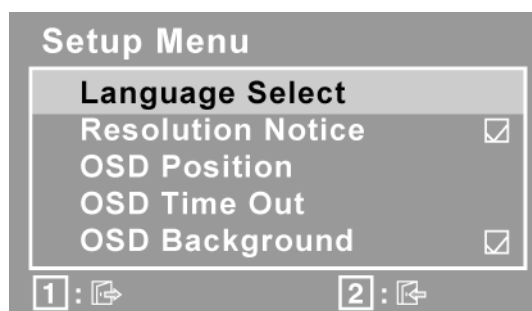 Setup Menu
Language Select
Resolution Notice
OSD Position
OSD Time Out
OSD Background
1 : 2 :